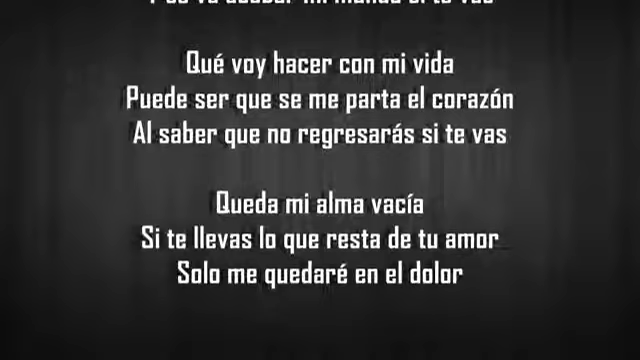 Qué voy hacer con mi vida
Puede ser que se me parta el corazón
Al saber que no regresarás si te vas
Queda mi alma vacía
Si te llevas lo que resta de tu amor
Solo me quedaré en el dolor